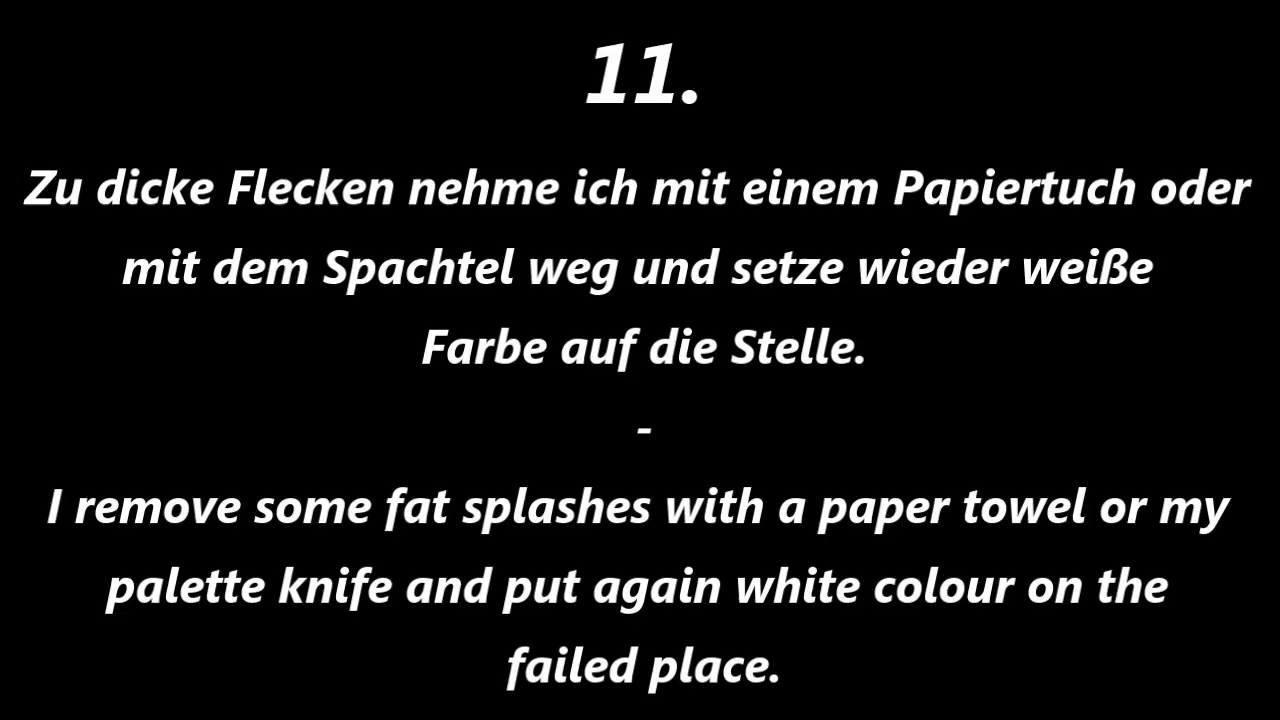 11.
Zu dicke Flecken nehme ich mit einem Papiertuch oder
mit dem Spachtel weg und setze wieder weiße
Farbe auf die Stelle.
-
I remove some fat splashes with a paper towel or my
palette knife and put again white colour on the
failed place.